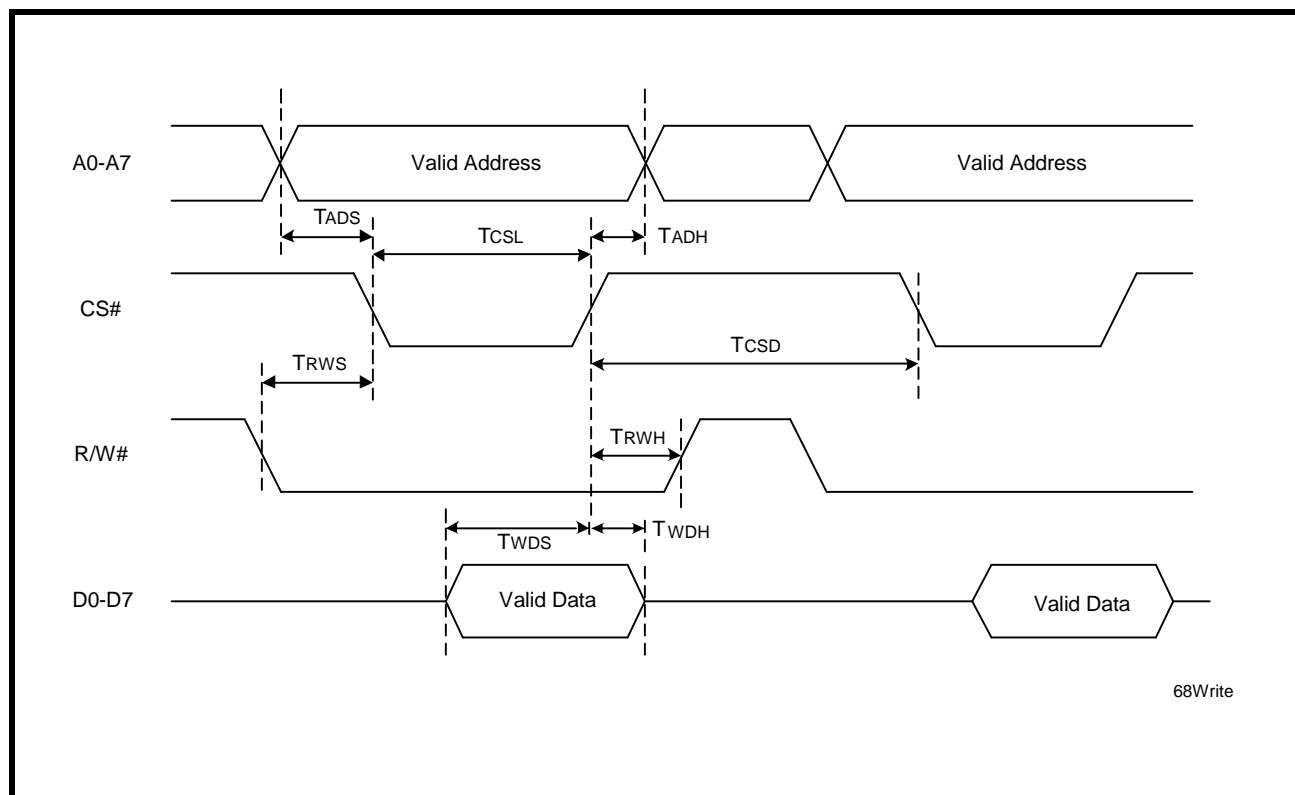 A0-A7
Valid Address
Valid Address
TADS
TCSL
TADH
CS#
TCSD
TRWS
TRWH
R/W#
TWDS
TWDH
D0-D7
Valid Data
Valid Data
68Write